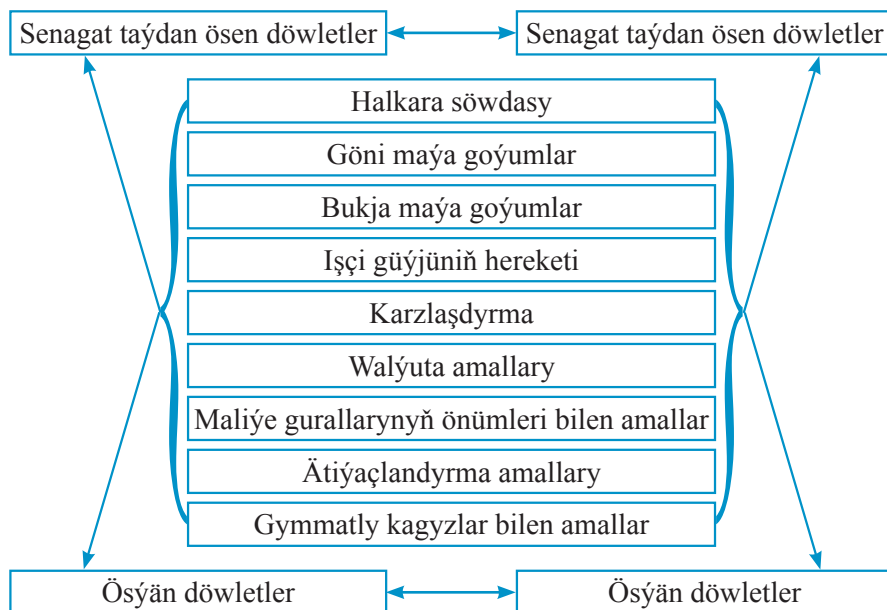 Senagat taýdan ösen döwletler
Senagat taýdan ösen döwletler
Halkara söwdasy
Göni maýa goýumlar
Bukja maýa goýumlar
Işçi güýjüniň hereketi
Karzlaşdyrma
Walýuta amallary
Maliýe gurallarynyň önümleri bilen amallar
Ätiýaçlandyrma amallary
Gymmatly kagyzlar bilen amallar
Ösýän döwletler
Ösýän döwletler